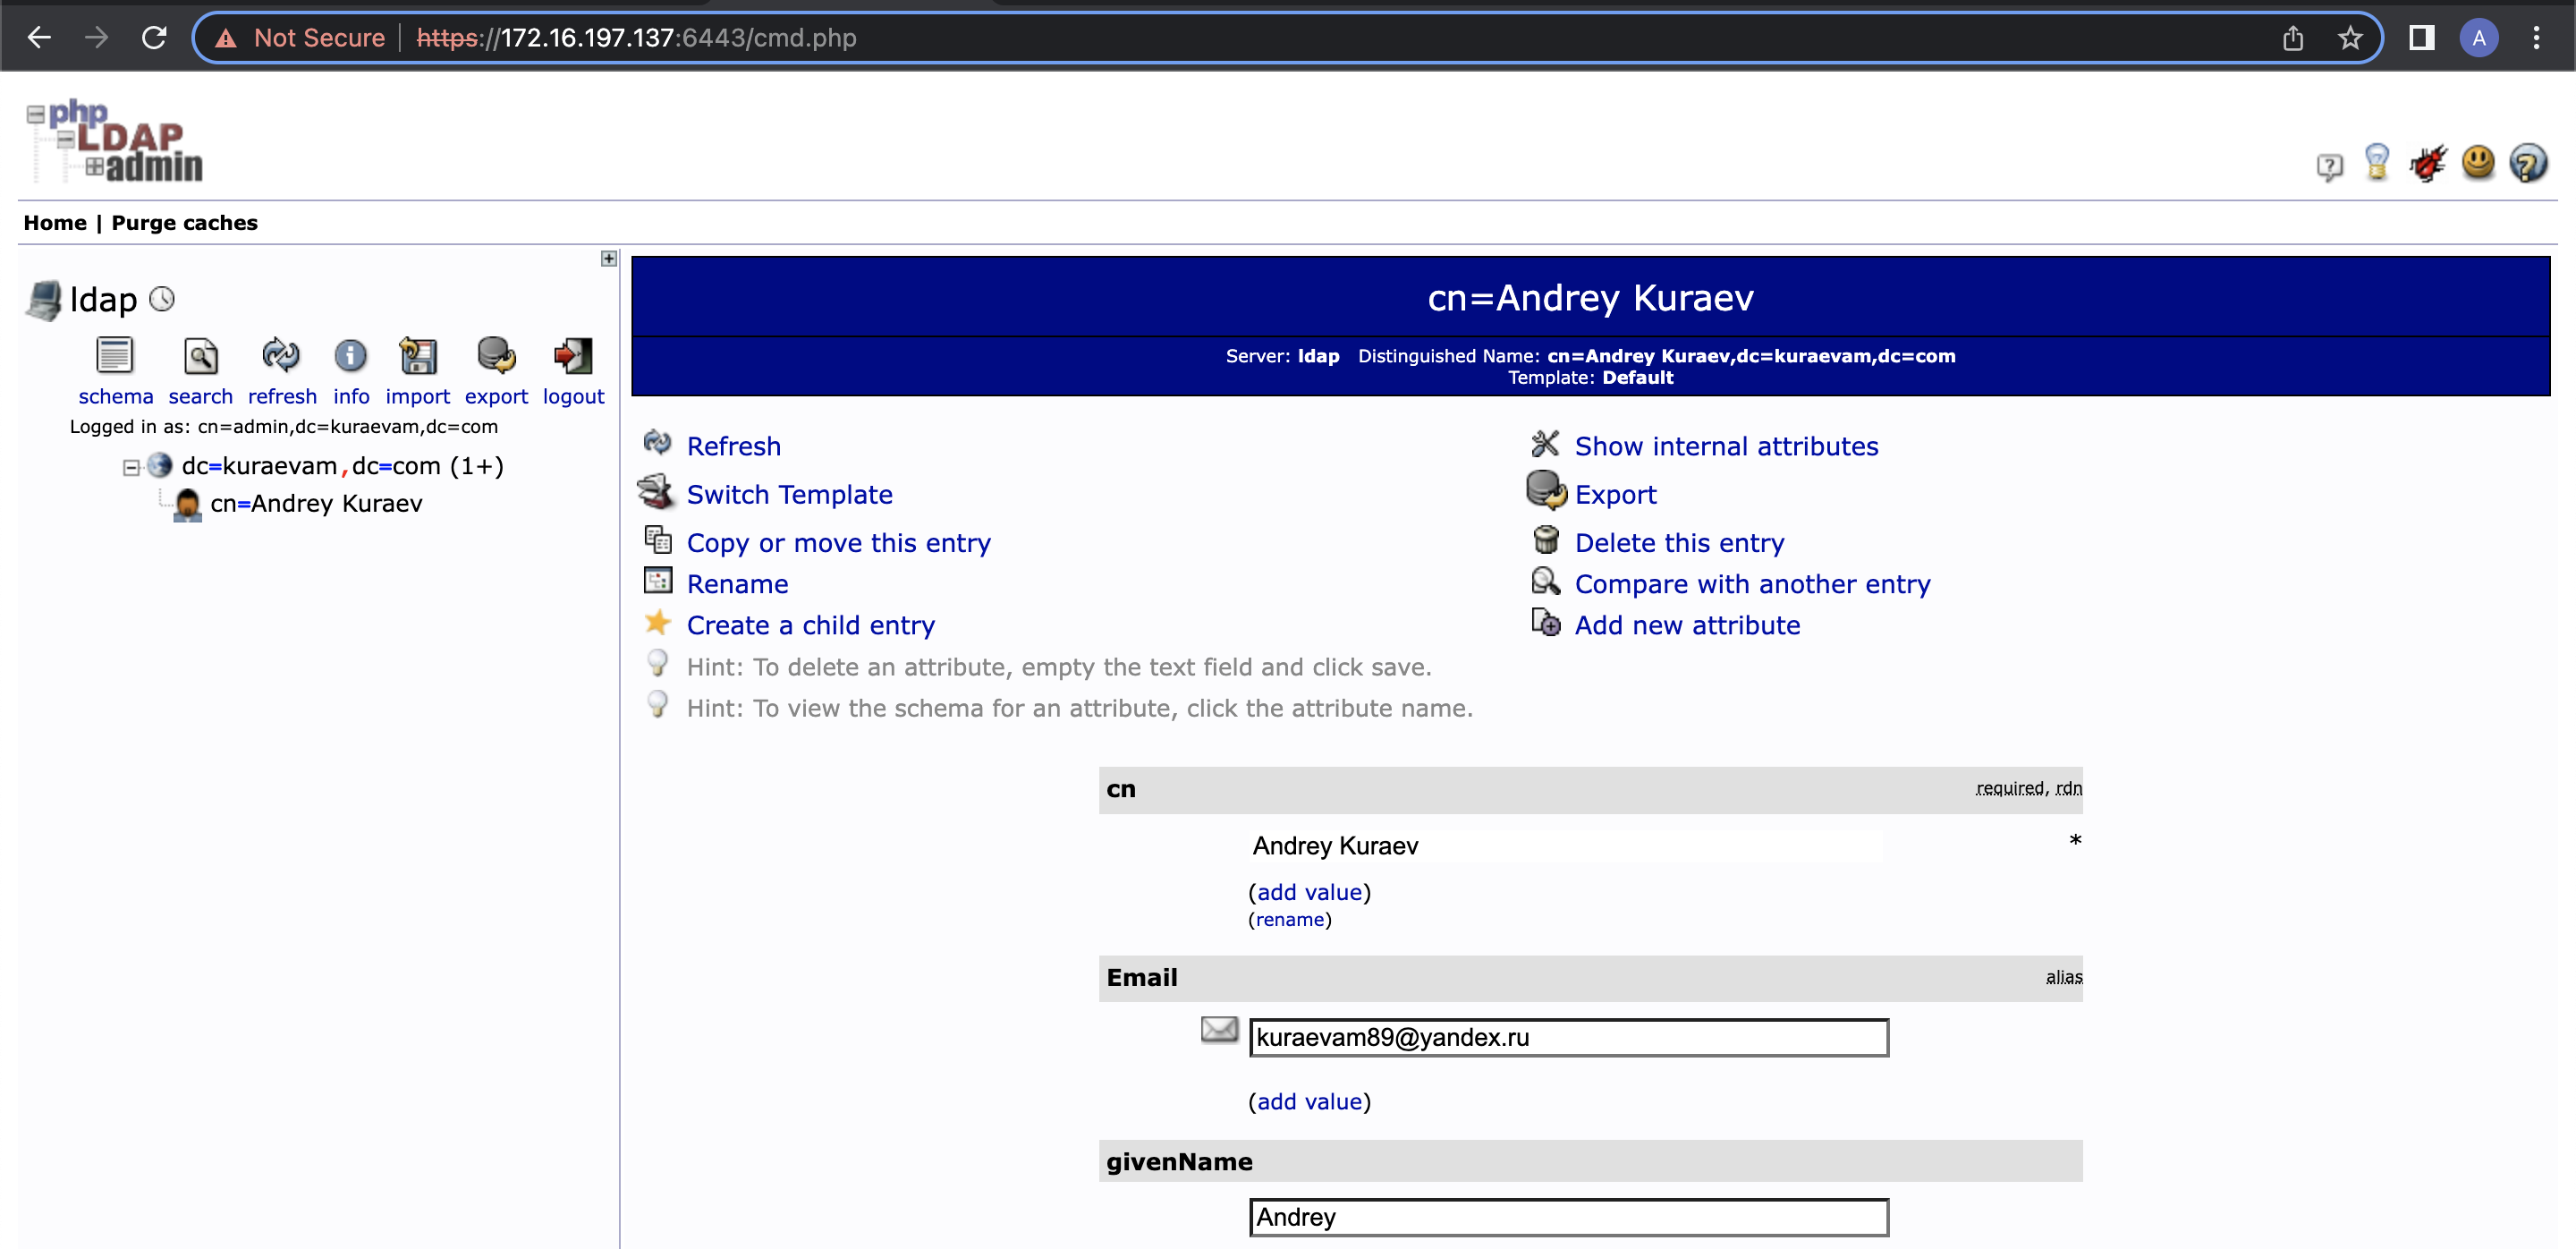 Not Secure https://172.16.197.137:6443/cmd.php A
php
LDAP
admin
Home | Purge caches
ldap
schema search refresh info import export logout
Logged in as: cn=admin,dc=kuraevam,dc=com
dc=kuraevam,dc=com (1+)
cn=Andrey Kuraev
cn=Andrey Kuraev
Server: ldap Distinguished Name: cn=Andrey Kuraev,dc=kuraevam,dc=com
Template: Default
Refresh Show internal attributes
Switch Template Export
Copy or move this entry Delete this entry
Rename Compare with another entry
Create a child entry Add new attribute
Hint: To delete an attribute, empty the text field and click save.
Hint: To view the schema for an attribute, click the attribute name.
cn required, rdn
Andrey Kuraev *
(add value)
(rename)
Email alias
kuraevam89@yandex.ru
(add value)
givenName
Andrey